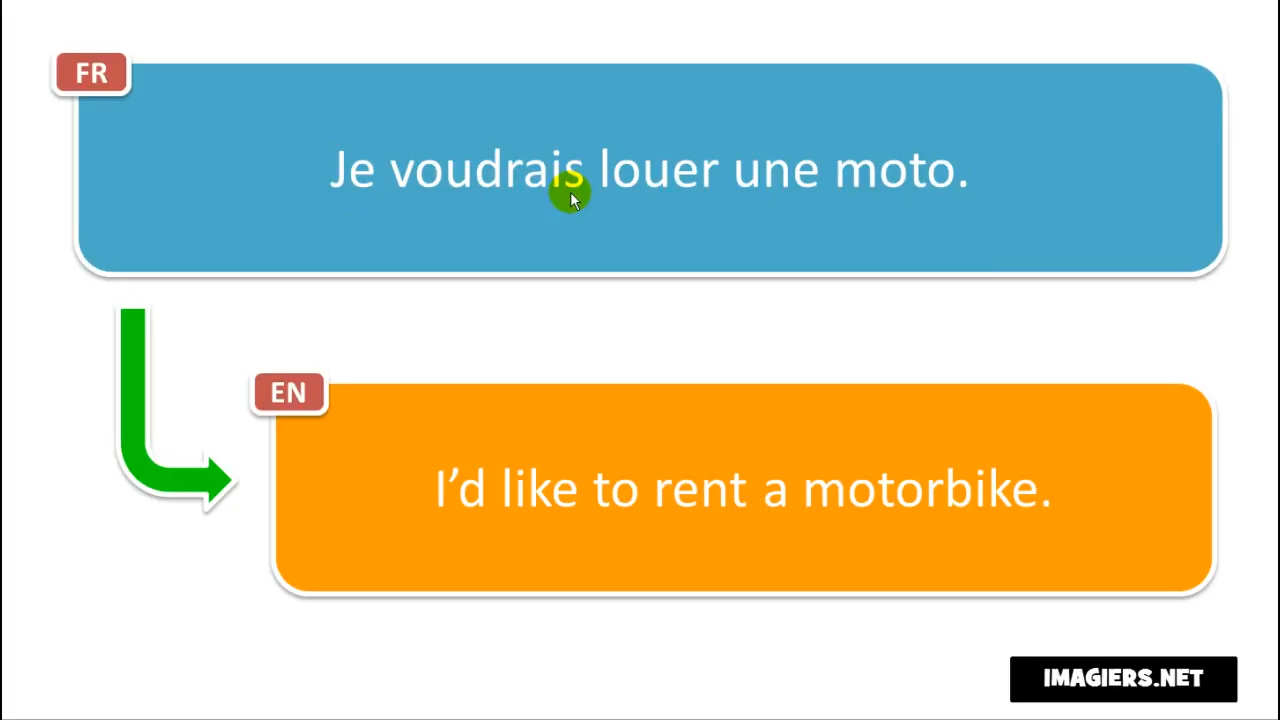 FR
Je voudrais louer une moto.
EN
I’d like to rent a motorbike.
IMAGIERS.NET